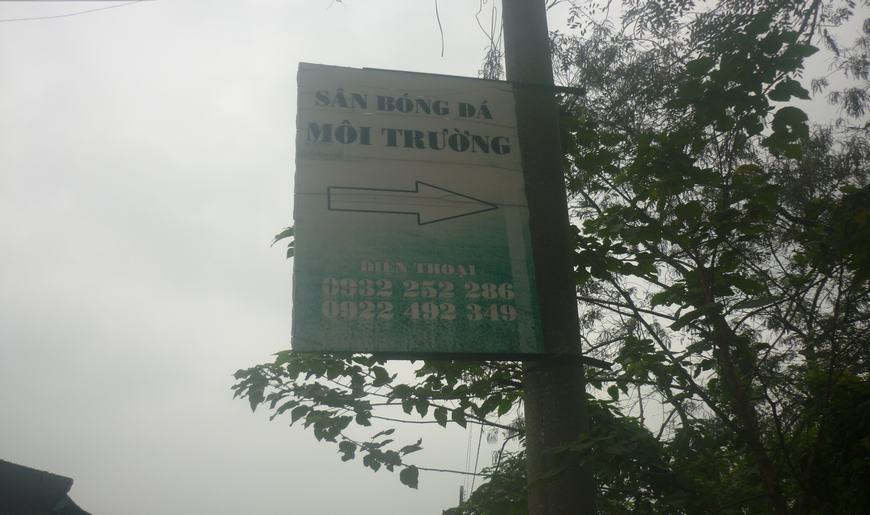 SÂN BÓNG ĐÁ
MÔI TRƯỜNG
ĐIỆN THOẠI
0932 252 286
0922 492 349